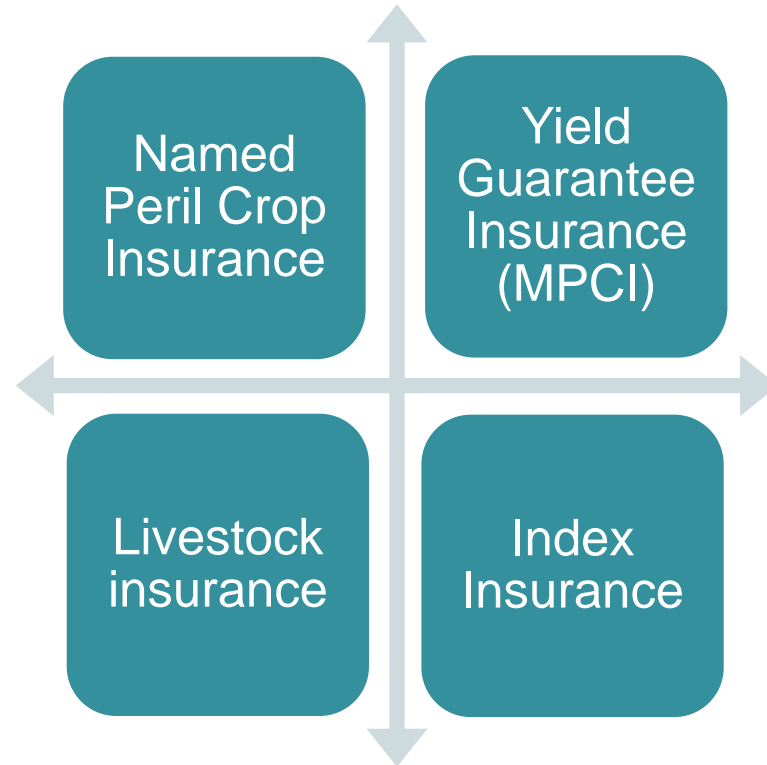 Named
Peril Crop
Insurance
Yield
Guarantee
Insurance
(MPCI)
Livestock
insurance
Index
Insurance